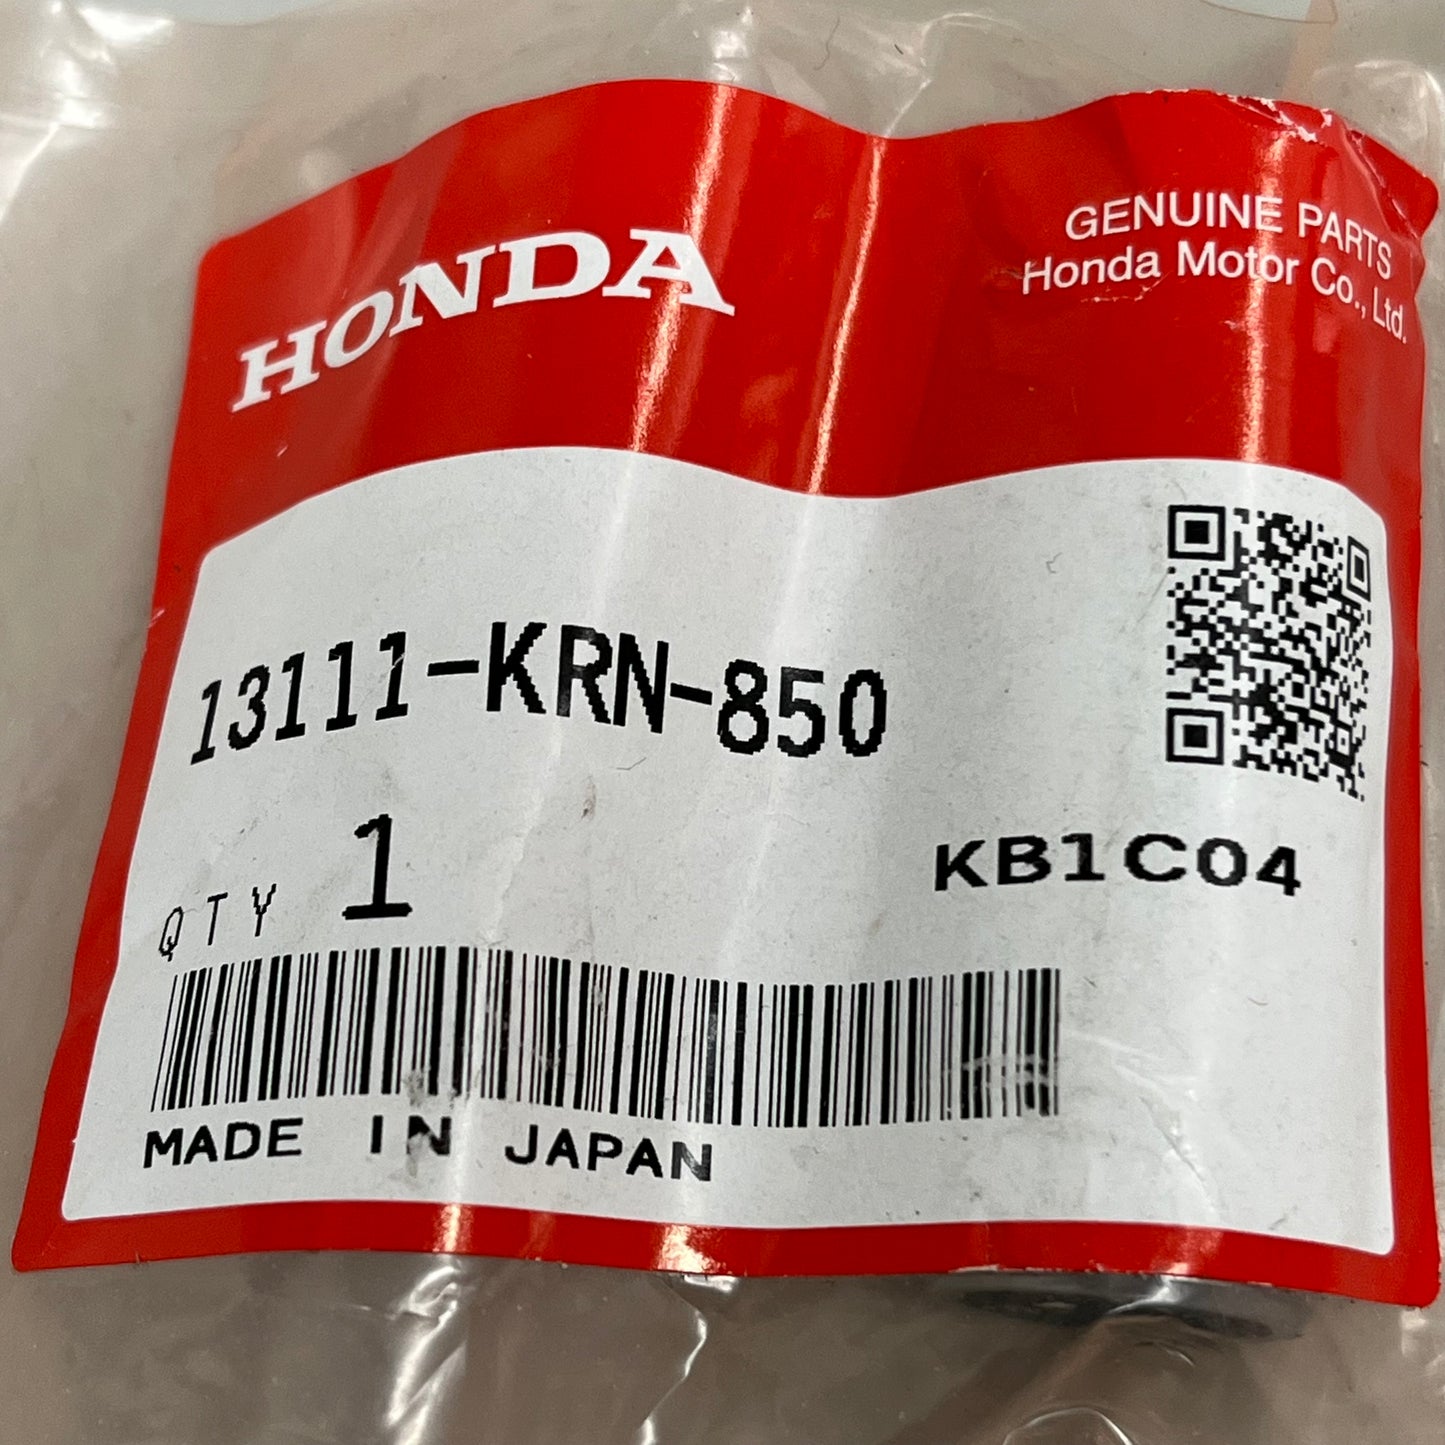 HONDA
GENUINE PARTS
Honda Motor Co., Ltd.
13111-KRN-850
QTY 1
KB1C04
MADE IN JAPAN